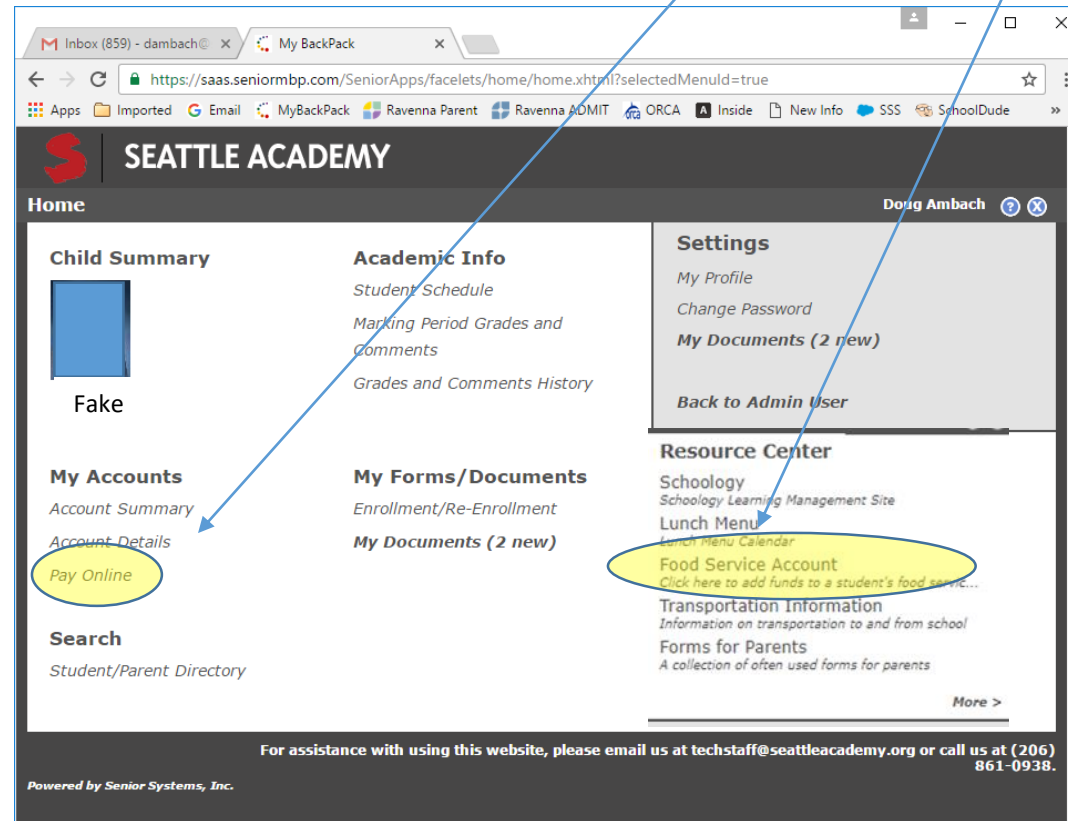 Inbox (859) - dambach@
My BackPack
https://saas.seniormbp.com/SeniorApps/facelets/home/home.xhtml?selectedMenuId=true
Apps Imported Email MyBackPack Ravenna Parent Ravenna ADMIT ORCA Inside New Info SSS SchoolDude »
SEATTLE ACADEMY
Home
Doug Ambach
Child Summary
Fake
Academic Info
Student Schedule
Marking Period Grades and
Comments
Grades and Comments History
Settings
My Profile
Change Password
My Documents (2 new)
Back to Admin User
My Accounts
Account Summary
Account Details
Pay Online
My Forms/Documents
Enrollment/Re-Enrollment
My Documents (2 new)
Resource Center
Schoology
Schoology Learning Management Site
Lunch Menu
Lunch Menu Calendar
Food Service Account
Click here to add funds to a student's food servic...
Transportation Information
Information on transportation to and from school
Forms for Parents
A collection of often used forms for parents
More >
Search
Student/Parent Directory
For assistance with using this website, please email us at techstaff@seattleacademy.org or call us at (206)
861-0938.
Powered by Senior Systems, Inc.